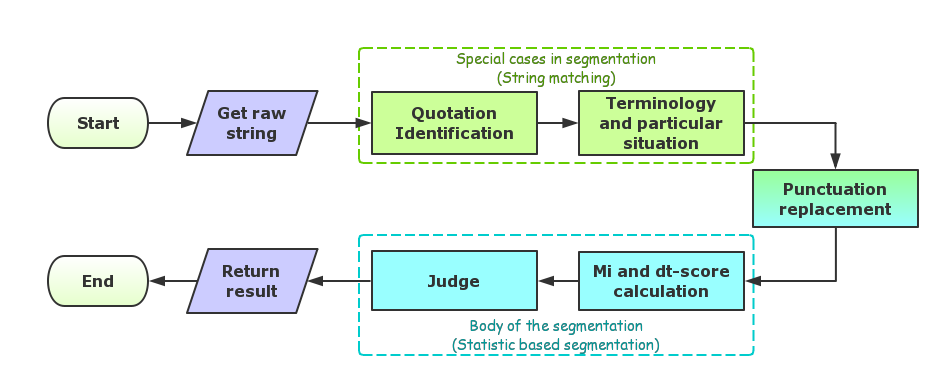 Special cases in segmentation
(String matching)
Start
Get raw
string
Quotation
Identification
Terminology
and particular
situation
Punctuation
replacement
Mi and dt-score
calculation
Judge
Return
result
End
Body of the segmentation
(Statistic based segmentation)